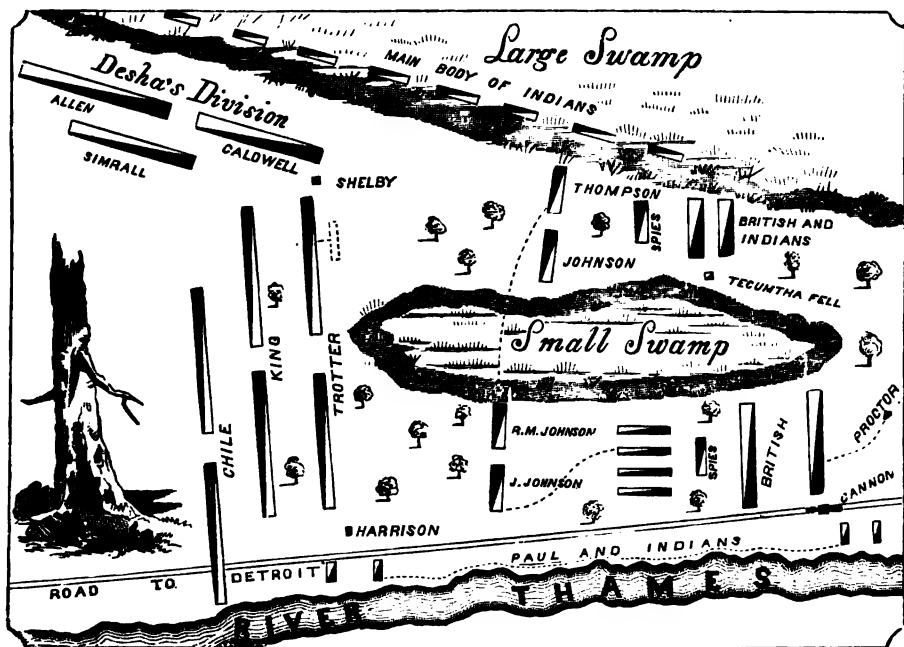 Large Swamp
MAIN BODY OF INDIANS
Desha's Division
ALLEN
SIMRALL
CALDWELL
SHELBY
THOMPSON
SPIES
BRITISH AND
INDIANS
JOHNSON
TECUMTHA FELL
Small Swamp
KING
TROTTER
CHILE
R.M. JOHNSON
J. JOHNSON
SPIES
BRITISH
PROCTOR
CANNON
HARRISON
PAUL AND INDIANS
ROAD TO DETROIT
RIVER THAMES